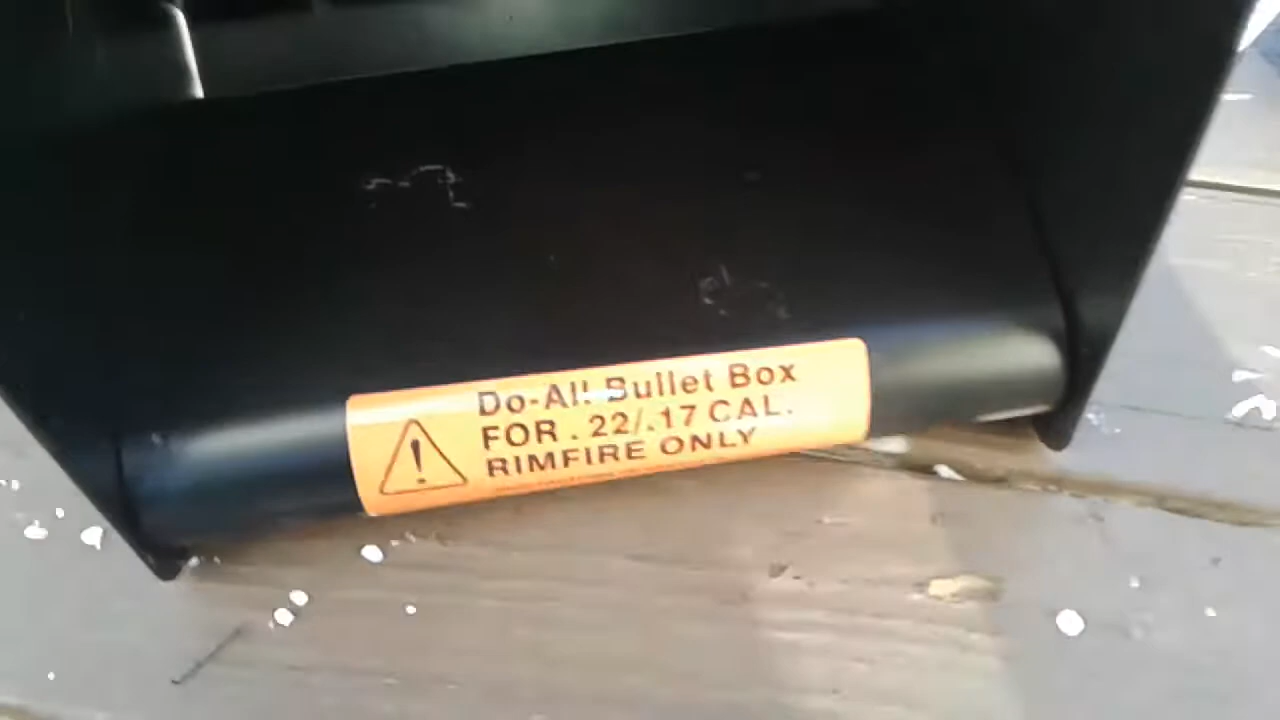 Do-All Bullet Box
FOR .22/.17 CAL.
RIMFIRE ONLY